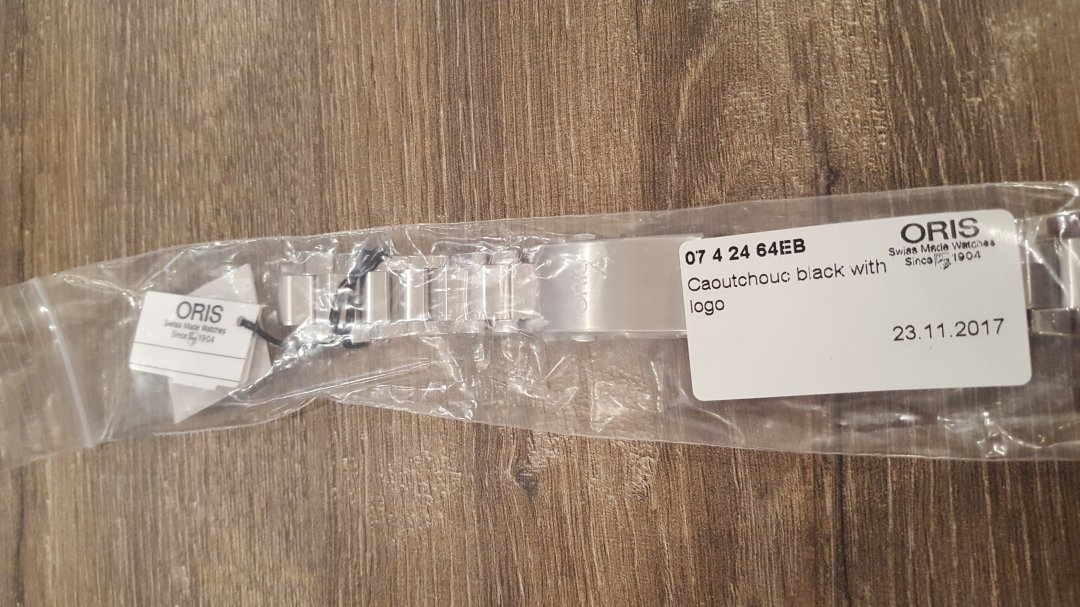 ORIS
Swiss Made Watches
Since 1904
ORIS
07 4 24 64EB
ORIS
Swiss Made Watches
Since 1904
Caoutchouc black with
logo
23.11.2017